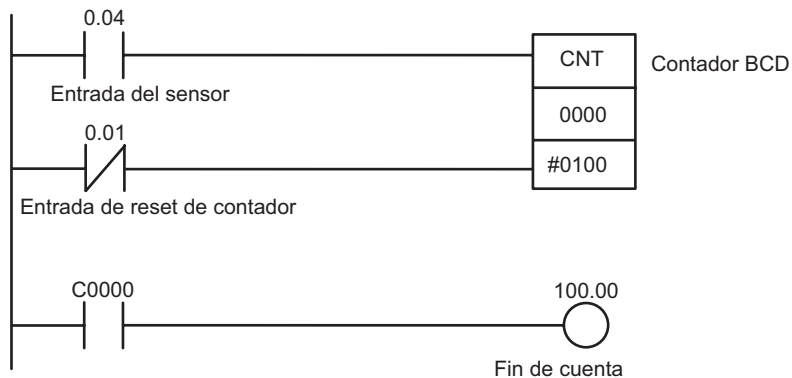 0.04
CNT
Contador BCD
Entrada del sensor
0000
0.01
#0100
Entrada de reset de contador
C0000
100.00
Fin de cuenta